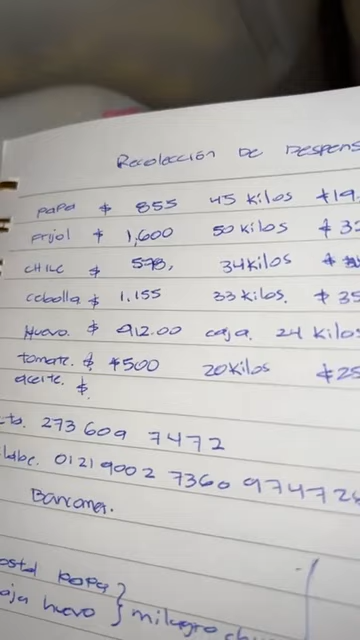 Recolección De Despens
papa $ 855 45 kilos $19
frijol $ 1,600 50 kilos $ 32
CHILE $ 578, 34 kilos $
cebolla $ 1,155 33 kilos. $ 35
Huevo. $ 912.00 caja. 24 kilos
tomate. $ $500 20 kilos $25
aceite. $.
cta. 273 609 7472
clabe. 0121 9002 7360 974728
Bancomer.
costal papa }
caja huevo } milagro